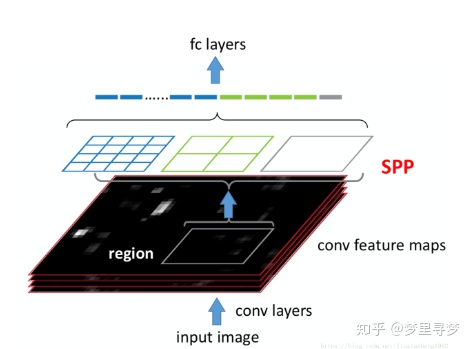 fc layers
......
SPP
region
conv feature maps
conv layers
input image
知乎 @梦里寻梦